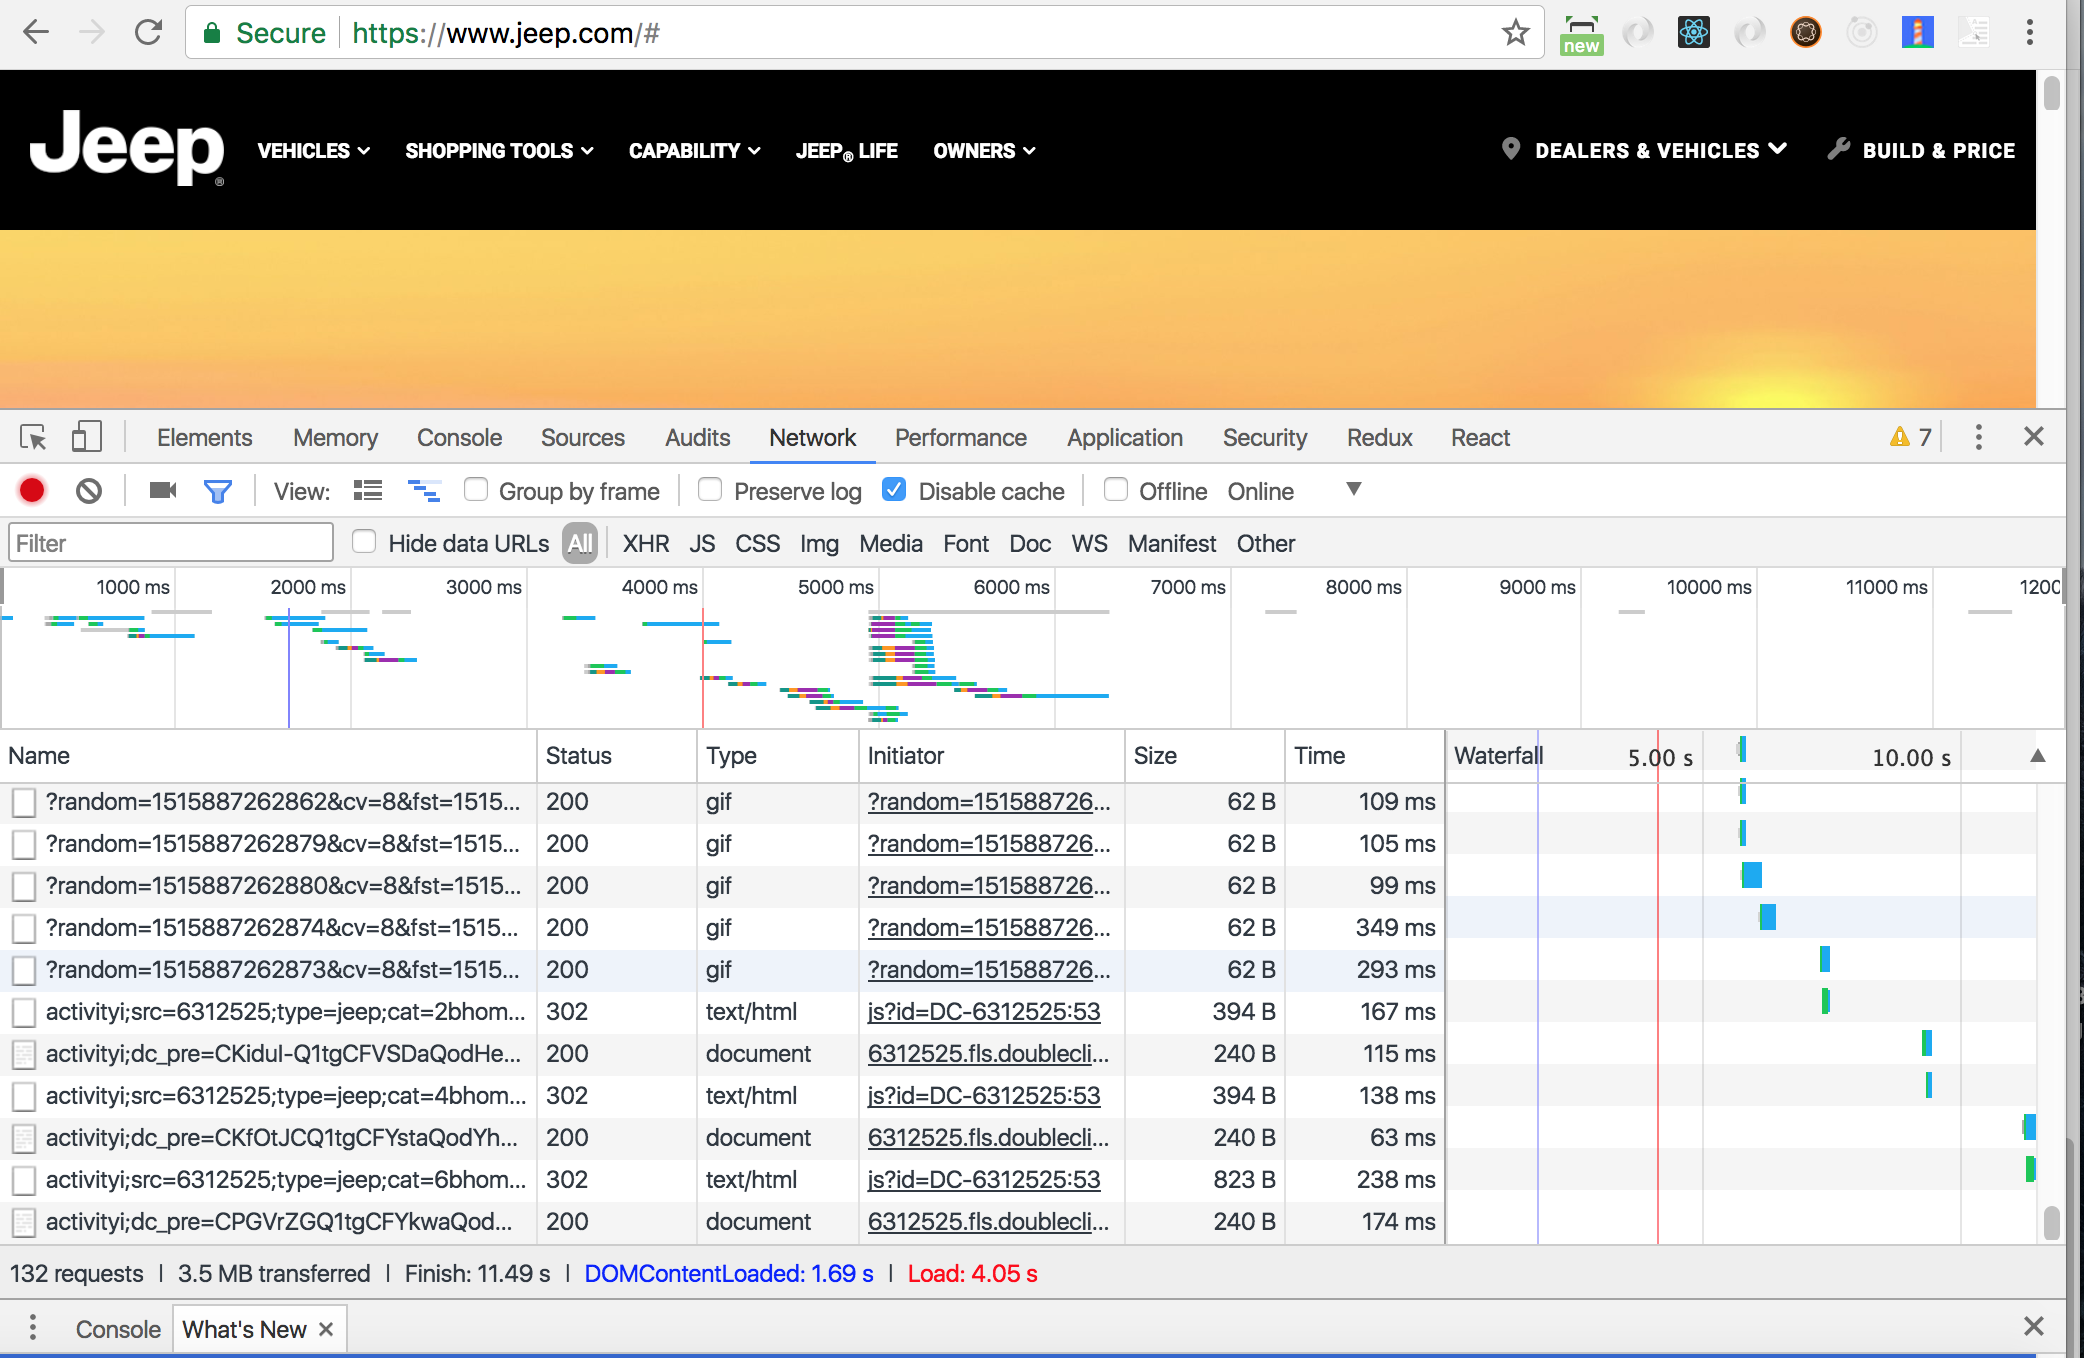 Secure https://www.jeep.com/#
new
Jeep®
VEHICLES SHOPPING TOOLS CAPABILITY JEEP® LIFE OWNERS DEALERS & VEHICLES BUILD & PRICE
Elements Memory Console Sources Audits Network Performance Application Security Redux React 7
View: Group by frame Preserve log Disable cache Offline Online
Filter Hide data URLs All XHR JS CSS Img Media Font Doc WS Manifest Other
1000 ms 2000 ms 3000 ms 4000 ms 5000 ms 6000 ms 7000 ms 8000 ms 9000 ms 10000 ms 11000 ms 1200
Name Status Type Initiator Size Time Waterfall 5.00 s 10.00 s
?random=1515887262862&cv=8&fst=1515... 200 gif ?random=151588726... 62 B 109 ms
?random=1515887262879&cv=8&fst=1515... 200 gif ?random=151588726... 62 B 105 ms
?random=1515887262880&cv=8&fst=1515... 200 gif ?random=151588726... 62 B 99 ms
?random=1515887262874&cv=8&fst=1515... 200 gif ?random=151588726... 62 B 349 ms
?random=1515887262873&cv=8&fst=1515... 200 gif ?random=151588726... 62 B 293 ms
activityi;src=6312525;type=jeep;cat=2bhom... 302 text/html js?id=DC-6312525:53 394 B 167 ms
activityi;dc_pre=CKidul-Q1tgCFVSDaQodHe... 200 document 6312525.fls.doublecli... 240 B 115 ms
activityi;src=6312525;type=jeep;cat=4bhom... 302 text/html js?id=DC-6312525:53 394 B 138 ms
activityi;dc_pre=CKfOtJCQ1tgCFYstaQodYh... 200 document 6312525.fls.doublecli... 240 B 63 ms
activityi;src=6312525;type=jeep;cat=6bhom... 302 text/html js?id=DC-6312525:53 823 B 238 ms
activityi;dc_pre=CPGVrZGQ1tgCFYkwaQod... 200 document 6312525.fls.doublecli... 240 B 174 ms
132 requests | 3.5 MB transferred | Finish: 11.49 s | DOMContentLoaded: 1.69 s | Load: 4.05 s
Console What's New